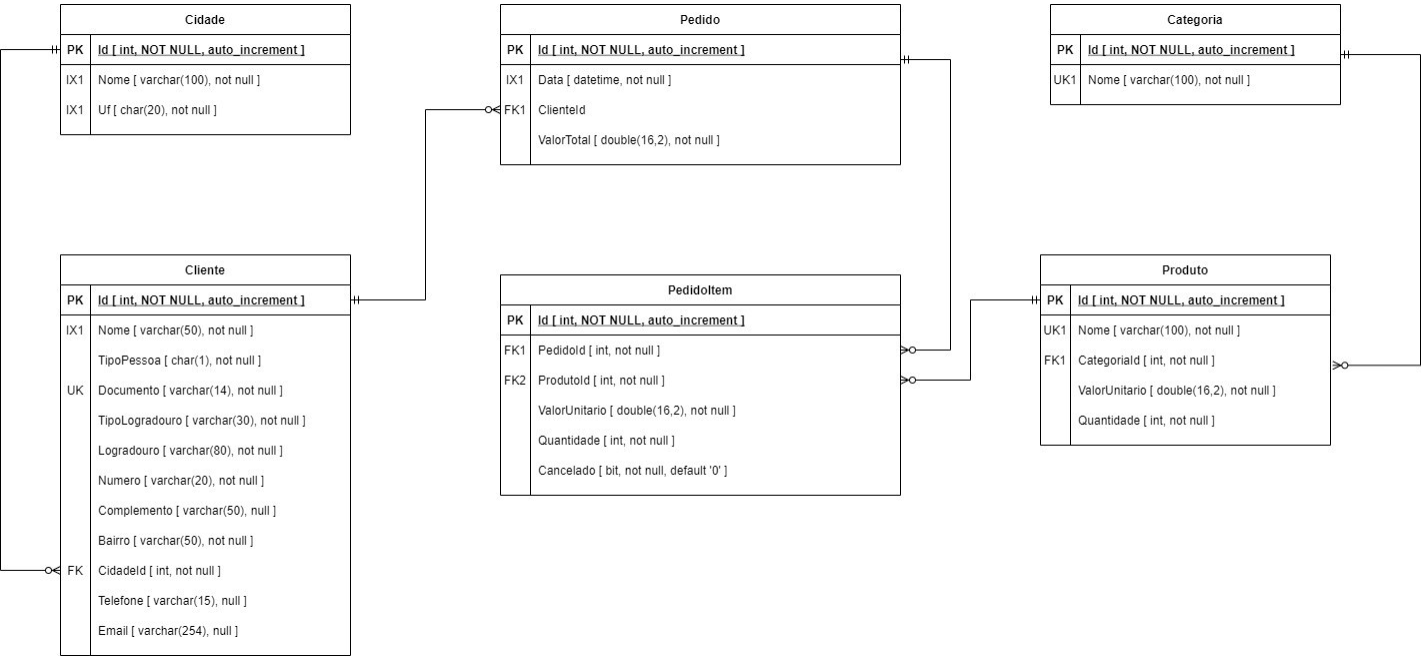 Cidade
PK Id [ int, NOT NULL, auto_increment ]
IX1 Nome [ varchar(100), not null ]
IX1 Uf [ char(20), not null ]
Pedido
PK Id [ int, NOT NULL, auto_increment ]
IX1 Data [ datetime, not null ]
FK1 ClienteId
ValorTotal [ double(16,2), not null ]
Categoria
PK Id [ int, NOT NULL, auto_increment ]
UK1 Nome [ varchar(100), not null ]
Cliente
PK Id [ int, NOT NULL, auto_increment ]
IX1 Nome [ varchar(50), not null ]
TipoPessoa [ char(1), not null ]
UK Documento [ varchar(14), not null ]
TipoLogradouro [ varchar(30), not null ]
Logradouro [ varchar(80), not null ]
Numero [ varchar(20), not null ]
Complemento [ varchar(50), null ]
Bairro [ varchar(50), not null ]
FK CidadeId [ int, not null ]
Telefone [ varchar(15), null ]
Email [ varchar(254), null ]
PedidoItem
PK Id [ int, NOT NULL, auto_increment ]
FK1 PedidoId [ int, not null ]
FK2 ProdutoId [ int, not null ]
ValorUnitario [ double(16,2), not null ]
Quantidade [ int, not null ]
Cancelado [ bit, not null, default '0' ]
Produto
PK Id [ int, NOT NULL, auto_increment ]
UK1 Nome [ varchar(100), not null ]
FK1 CategoriaId [ int, not null ]
ValorUnitario [ double(16,2), not null ]
Quantidade [ int, not null ]